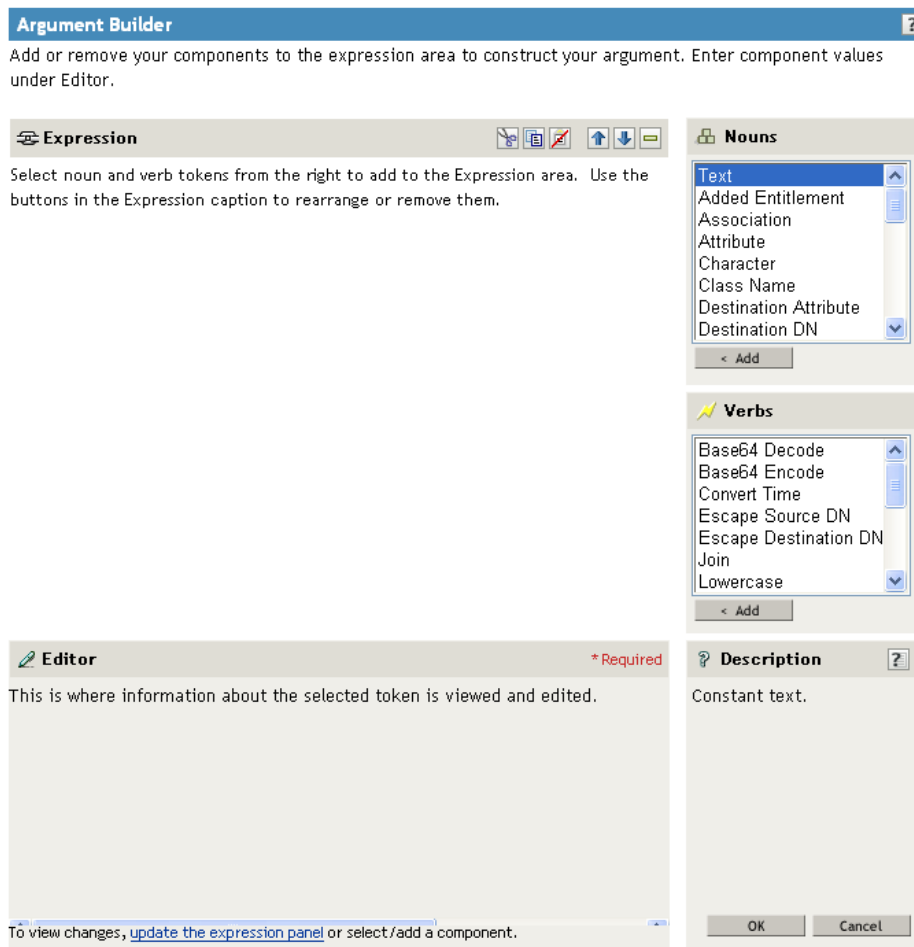 Argument Builder
?
Add or remove your components to the expression area to construct your argument. Enter component values
under Editor.
Expression
Select noun and verb tokens from the right to add to the Expression area. Use the
buttons in the Expression caption to rearrange or remove them.
Nouns
Text
Added Entitlement
Association
Attribute
Character
Class Name
Destination Attribute
Destination DN
< Add
Verbs
Base64 Decode
Base64 Encode
Convert Time
Escape Source DN
Escape Destination DN
Join
Lowercase
< Add
Editor
*Required
This is where information about the selected token is viewed and edited.
To view changes, update the expression panel or select/add a component.
? Description
?
Constant text.
OK
Cancel